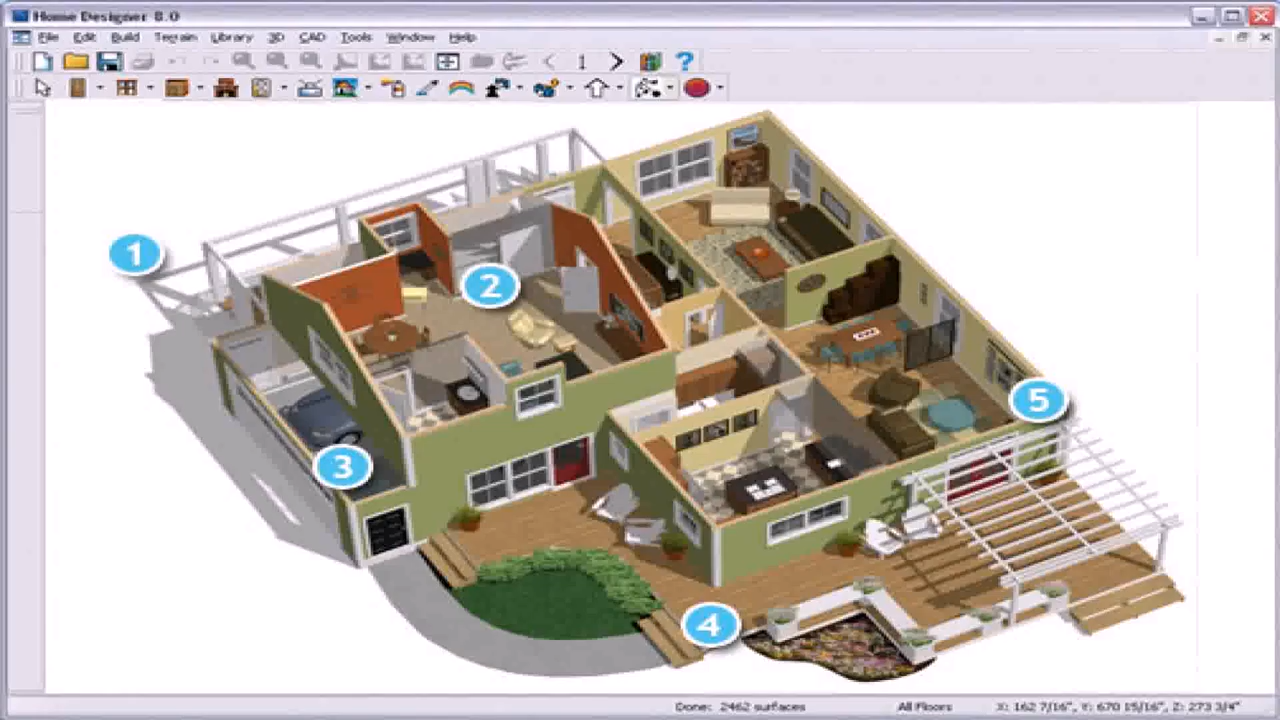 Home Designer 8.0
File Edit Build Terrain Library 3D CAD Tools Window Help
1
1
2
3
4
5
Done: 2462 surfaces All Floors X: 162 7/16", Y: 670 15/16", Z: 273 3/4"